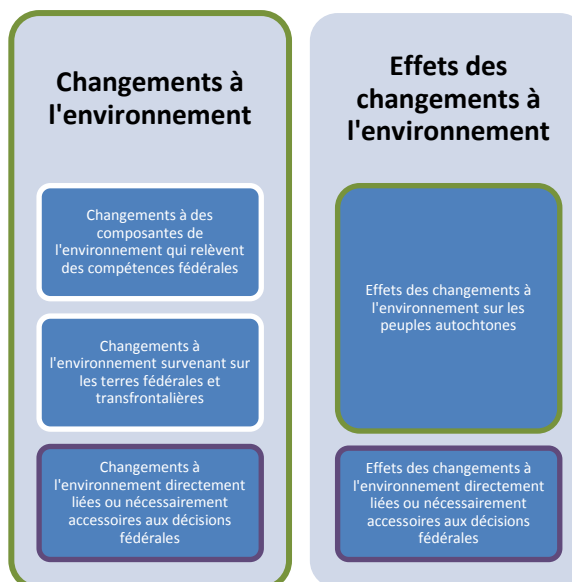 Changements à
l'environnement
Changements à des
composantes de
l'environnement qui relèvent
des compétences fédérales
Changements à
l'environnement survenant sur
les terres fédérales et
transfrontalières
Changements à
l'environnement directement
liées ou nécessairement
accessoires aux décisions
fédérales
Effets des
changements à
l'environnement
Effets des changements à
l'environnement sur les
peuples autochtones
Effets des changements à
l'environnement directement
liées ou nécessairement
accessoires aux décisions
fédérales